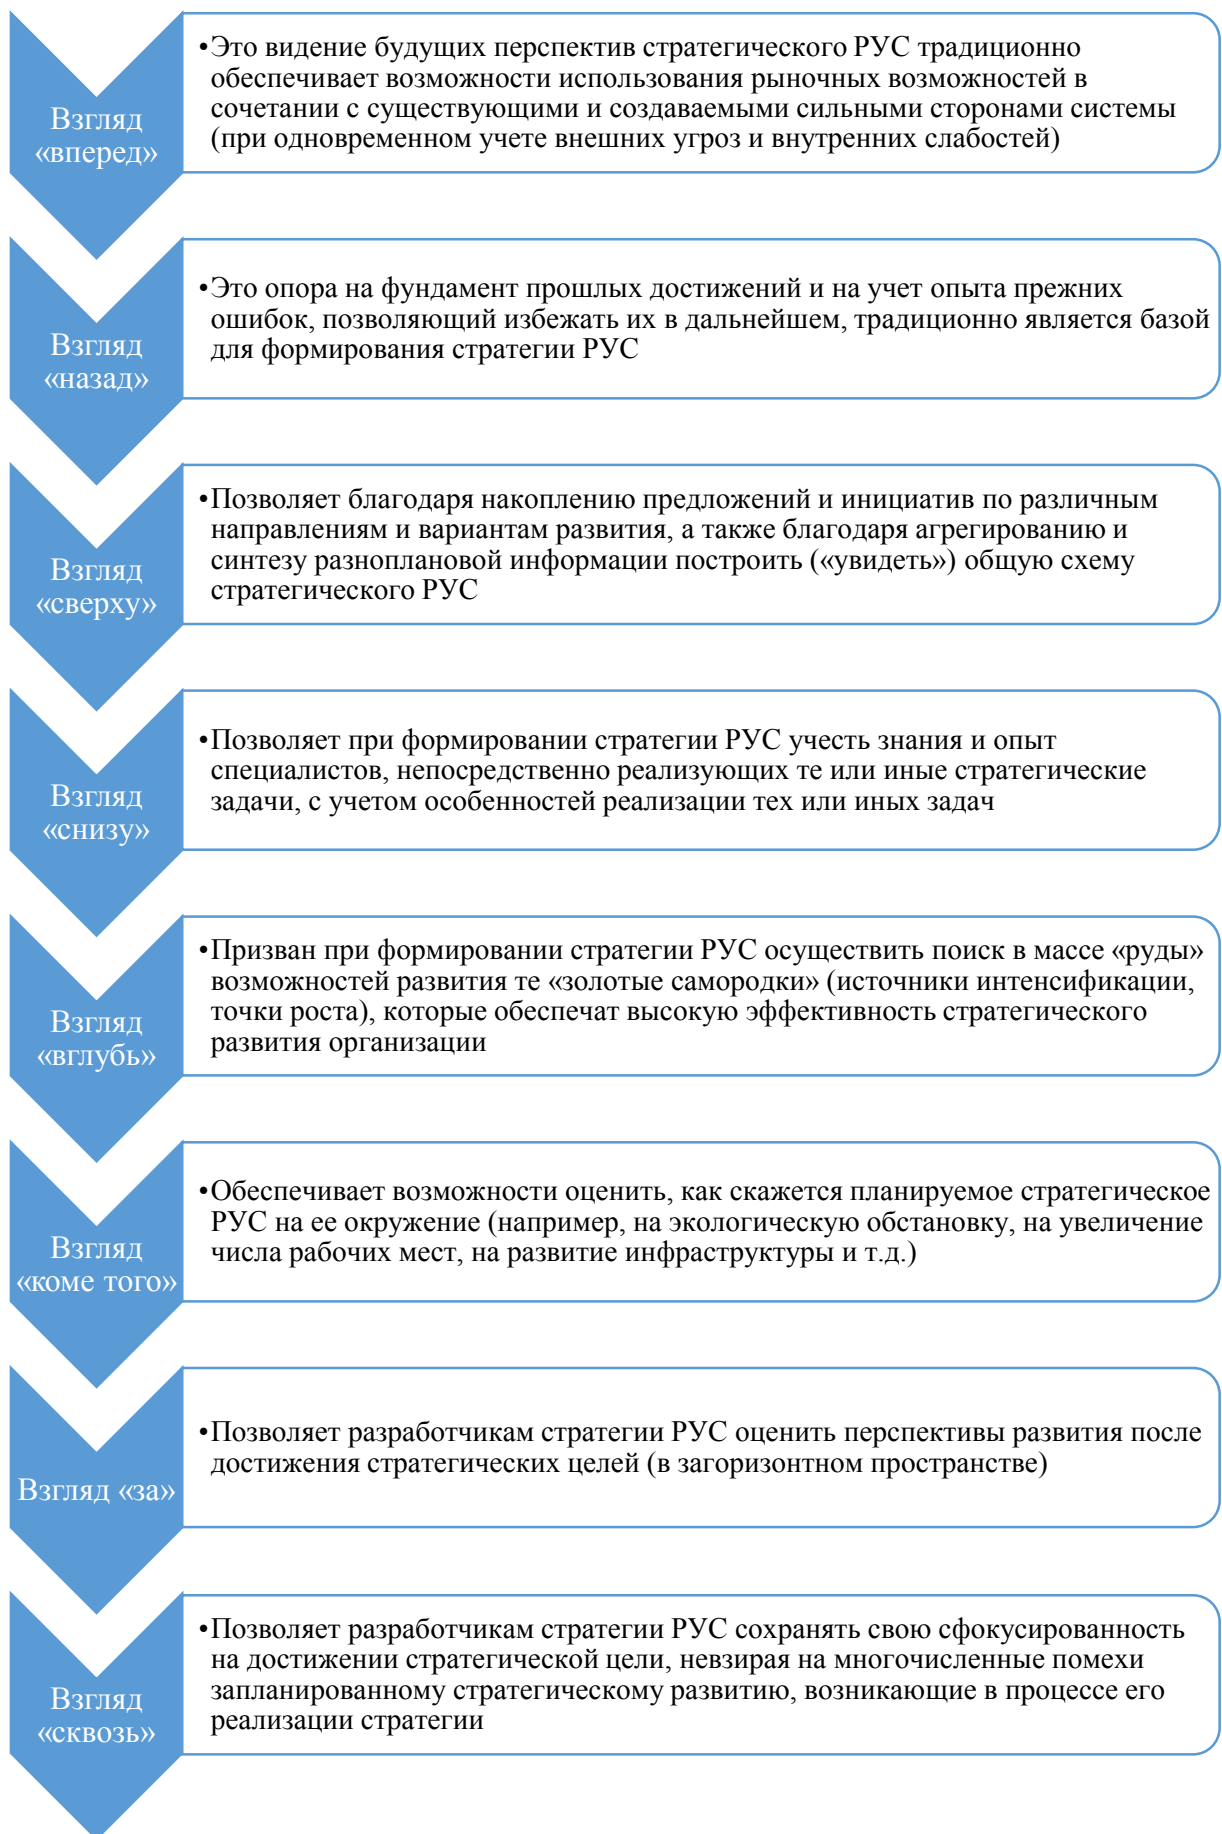 Взгляд
«вперед»
•Это видение будущих перспектив стратегического РУС традиционно
обеспечивает возможности использования рыночных возможностей в
сочетании с существующими и создаваемыми сильными сторонами системы
(при одновременном учете внешних угроз и внутренних слабостей)
Взгляд
«назад»
•Это опора на фундамент прошлых достижений и на учет опыта прежних
ошибок, позволяющий избежать их в дальнейшем, традиционно является базой
для формирования стратегии РУС
Взгляд
«сверху»
•Позволяет благодаря накоплению предложений и инициатив по различным
направлениям и вариантам развития, а также благодаря агрегированию и
синтезу разноплановой информации построить («увидеть») общую схему
стратегического РУС
Взгляд
«снизу»
•Позволяет при формировании стратегии РУС учесть знания и опыт
специалистов, непосредственно реализующих те или иные стратегические
задачи, с учетом особенностей реализации тех или иных задач
Взгляд
«вглубь»
•Призван при формировании стратегии РУС осуществить поиск в массе «руды»
возможностей развития те «золотые самородки» (источники интенсификации,
точки роста), которые обеспечат высокую эффективность стратегического
развития организации
Взгляд
«коме того»
•Обеспечивает возможности оценить, как скажется планируемое стратегическое
РУС на ее окружение (например, на экологическую обстановку, на увеличение
числа рабочих мест, на развитие инфраструктуры и т.д.)
Взгляд «за»
•Позволяет разработчикам стратегии РУС оценить перспективы развития после
достижения стратегических целей (в загоризонтном пространстве)
Взгляд
«сквозь»
•Позволяет разработчикам стратегии РУС сохранять свою сфокусированность
на достижении стратегической цели, невзирая на многочисленные помехи
запланированному стратегическому развитию, возникающие в процессе его
реализации стратегии